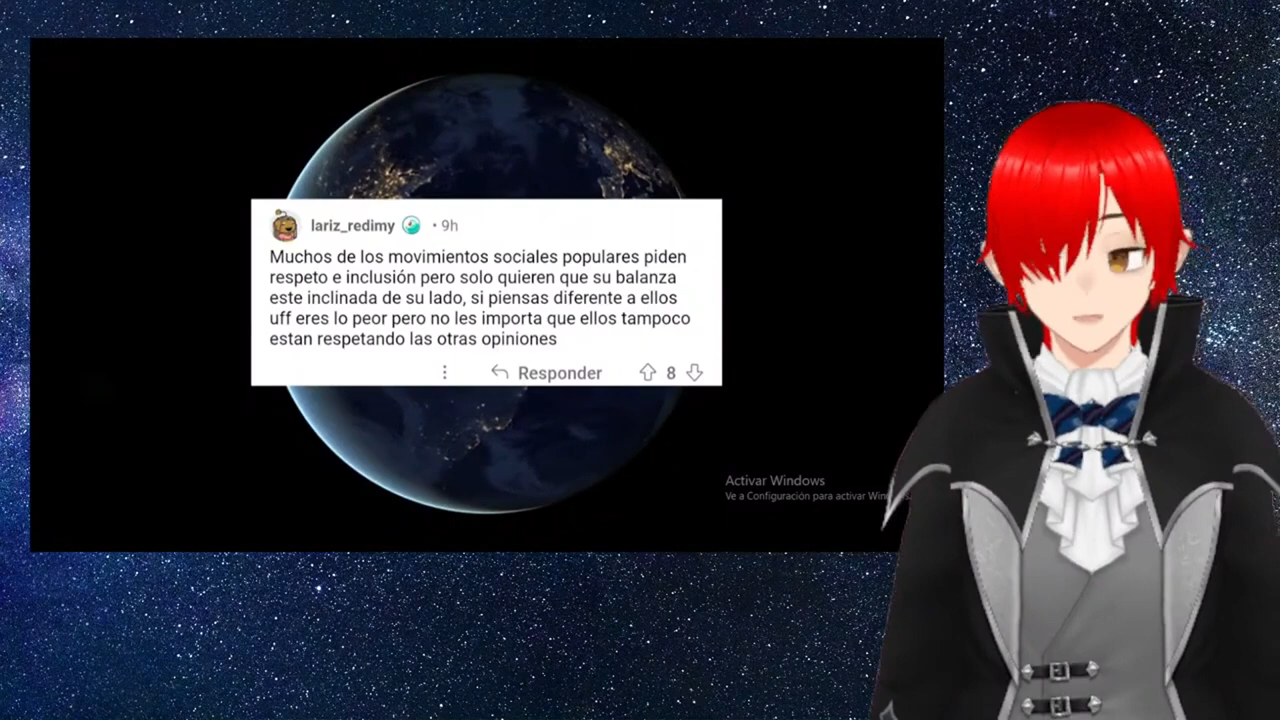 lariz_redimy • 9h
Muchos de los movimientos sociales populares piden
respeto e inclusión pero solo quieren que su balanza
este inclinada de su lado, si piensas diferente a ellos
uff eres lo peor pero no les importa que ellos tampoco
estan respetando las otras opiniones
Responder 8
Activar Windows
Ve a Configuración para activar